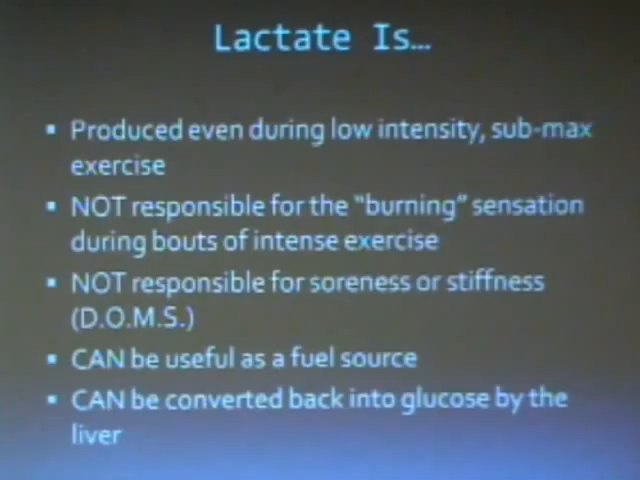 Lactate Is...
▪ Produced even during low intensity, sub-max
exercise
▪ NOT responsible for the "burning" sensation
during bouts of intense exercise
▪ NOT responsible for soreness or stiffness
(D.O.M.S.)
▪ CAN be useful as a fuel source
▪ CAN be converted back into glucose by the
liver